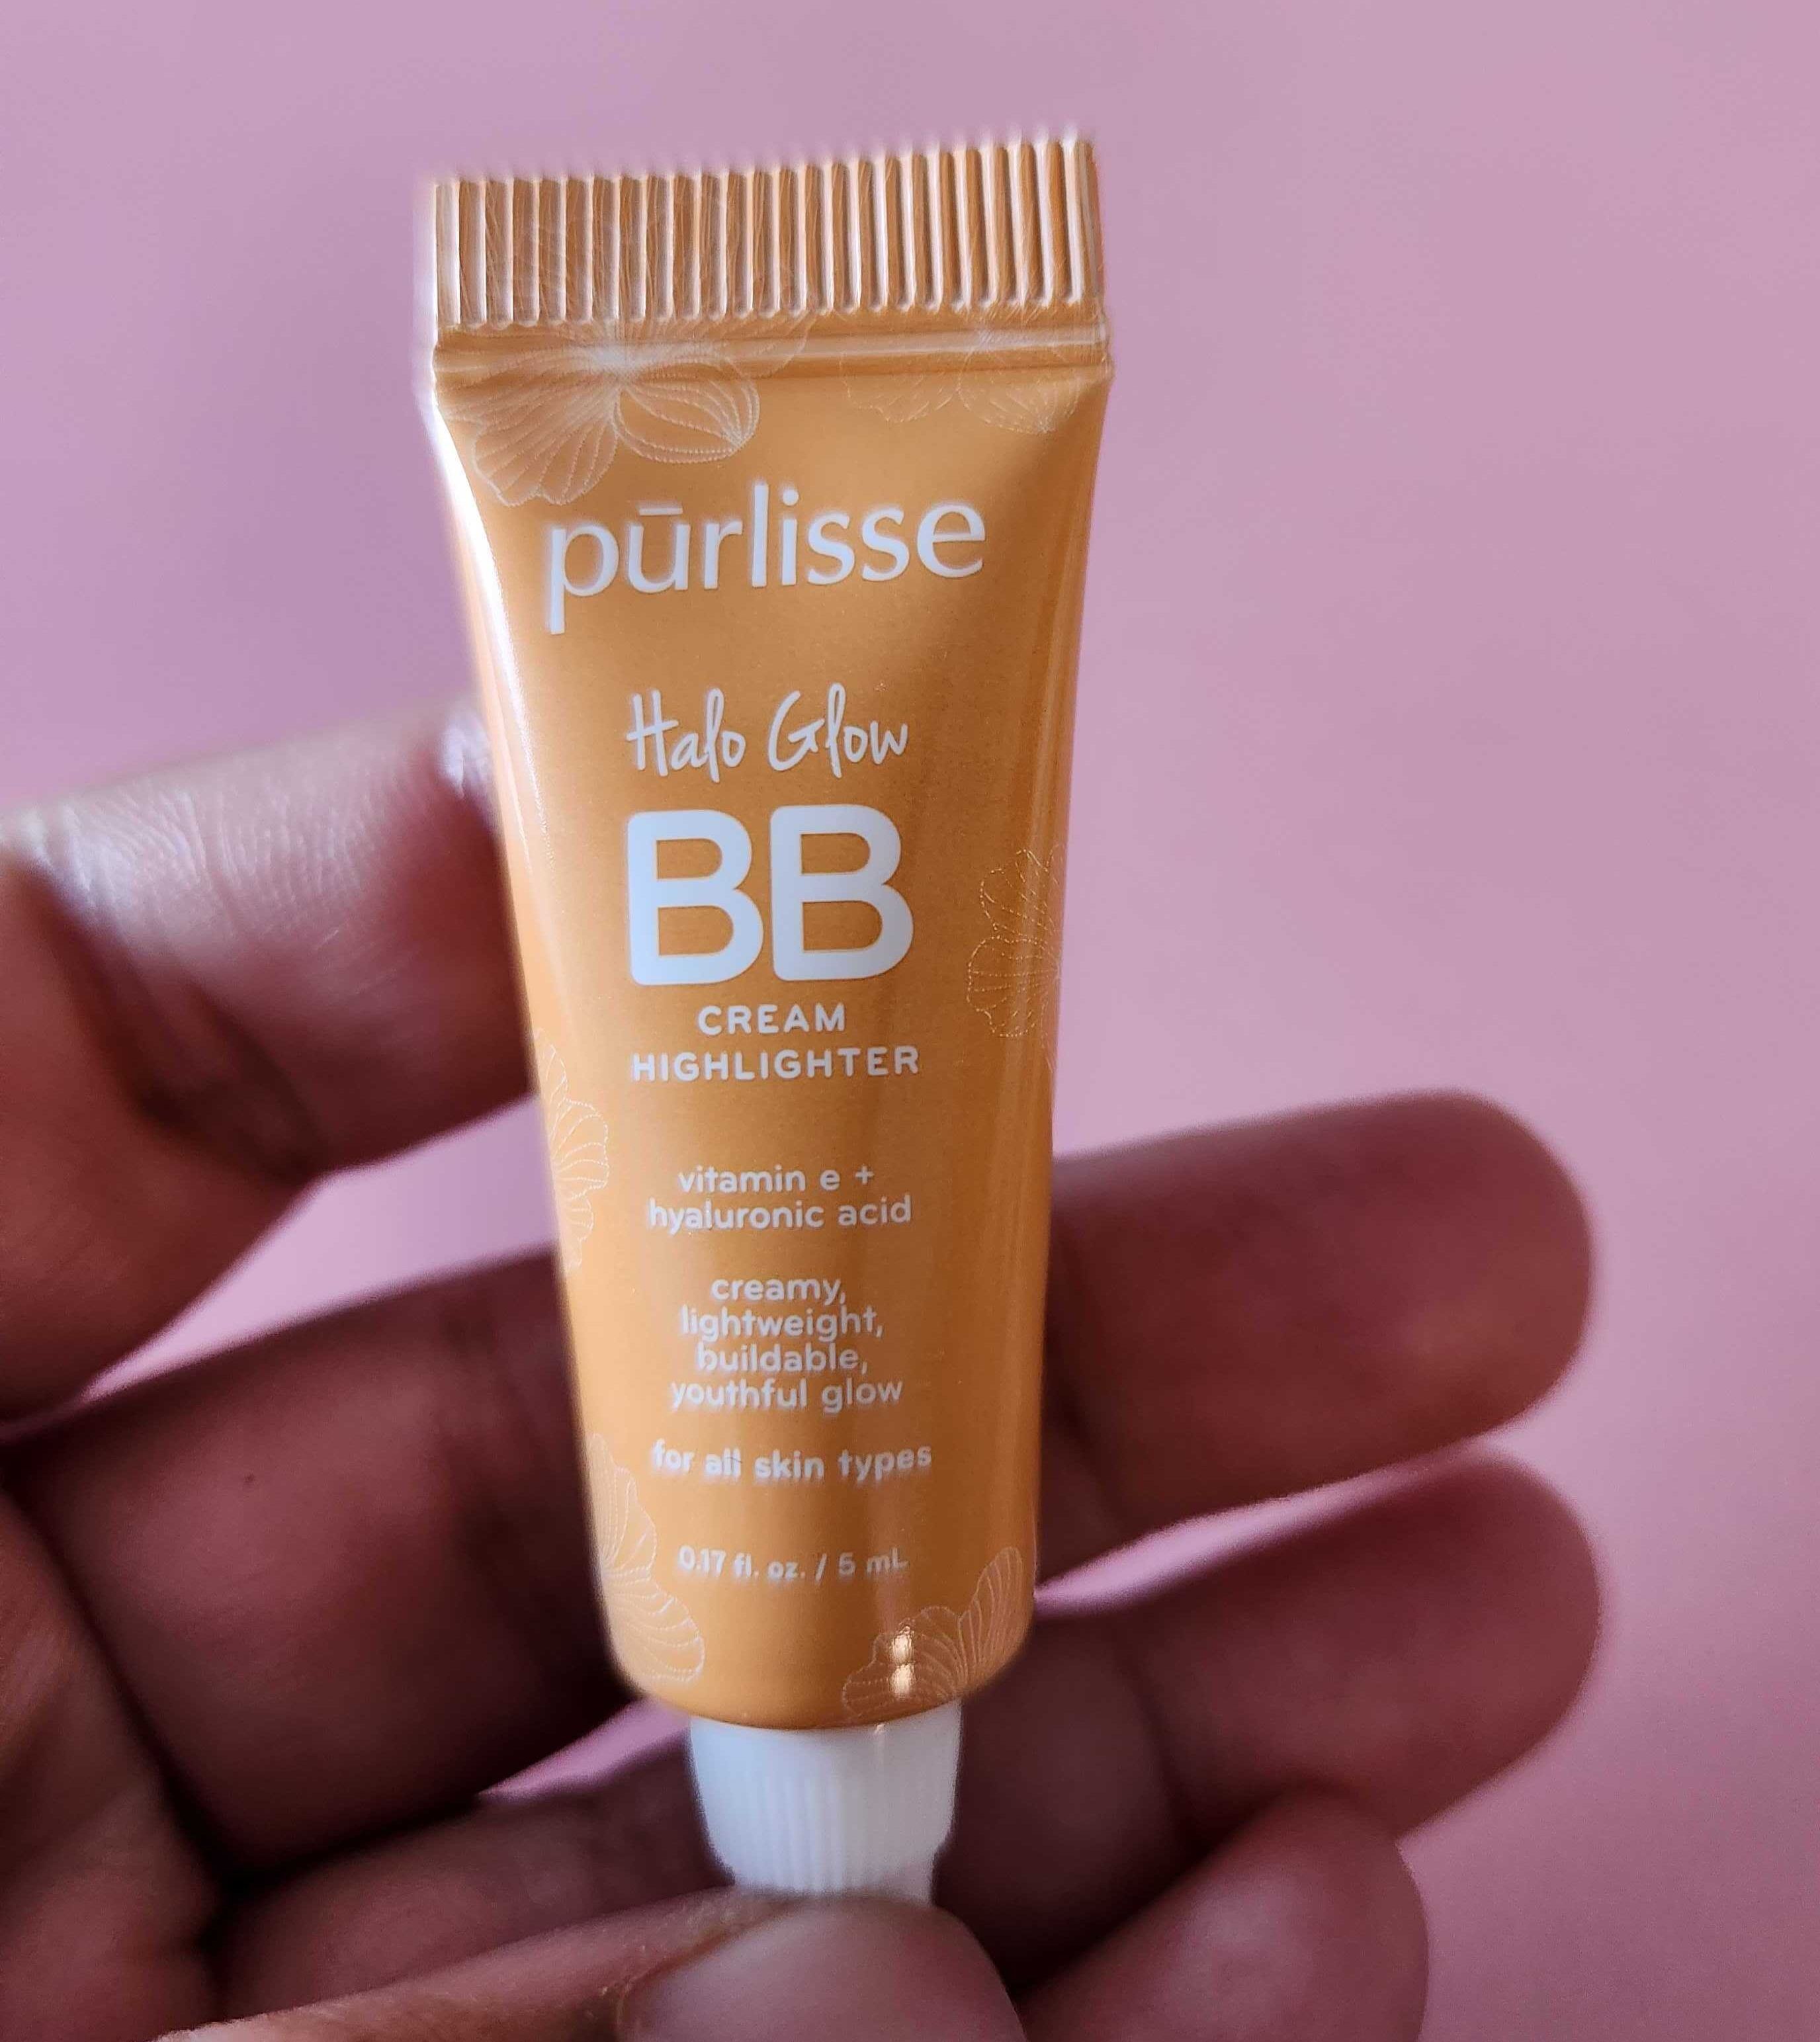 pūrlisse
Halo Glow
BB
CREAM
HIGHLIGHTER
vitamin e +
hyaluronic acid
creamy,
lightweight,
buildable,
youthful glow
for all skin types
0.17 fl. oz. / 5 mL